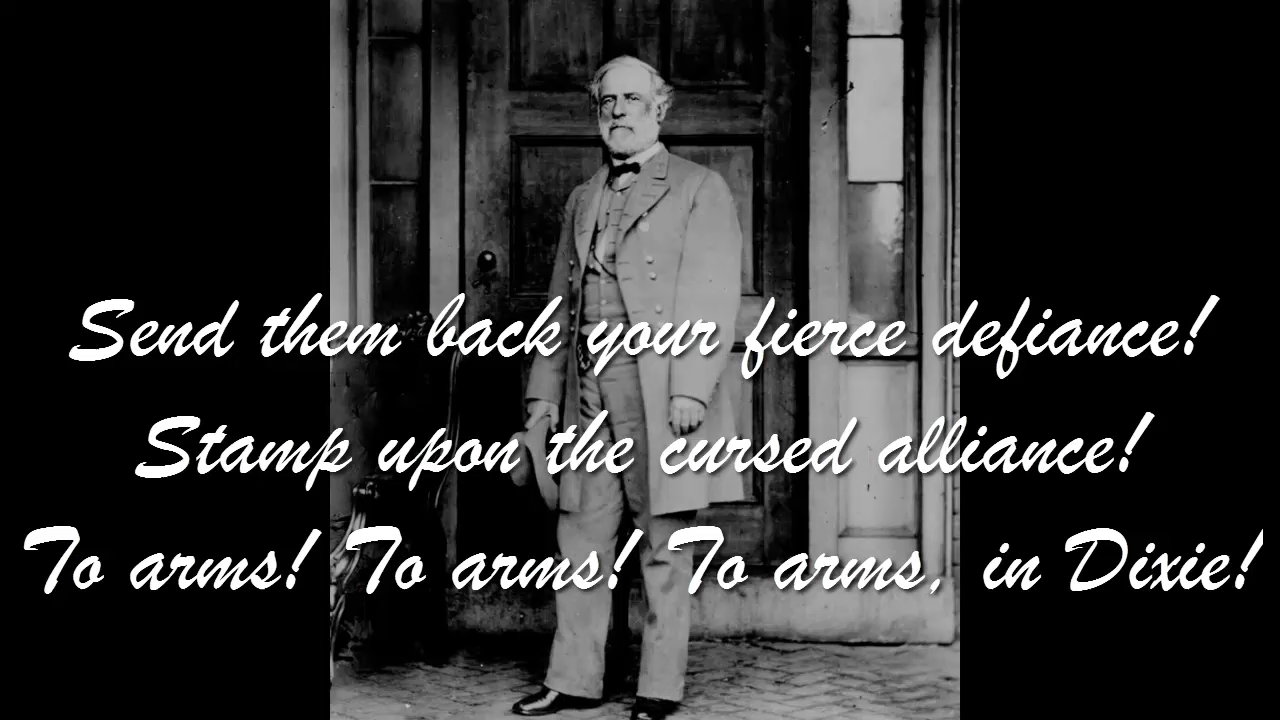 Send them back your fierce defiance!
Stamp upon the cursed alliance!
To arms! To arms! To arms, in Dixie!